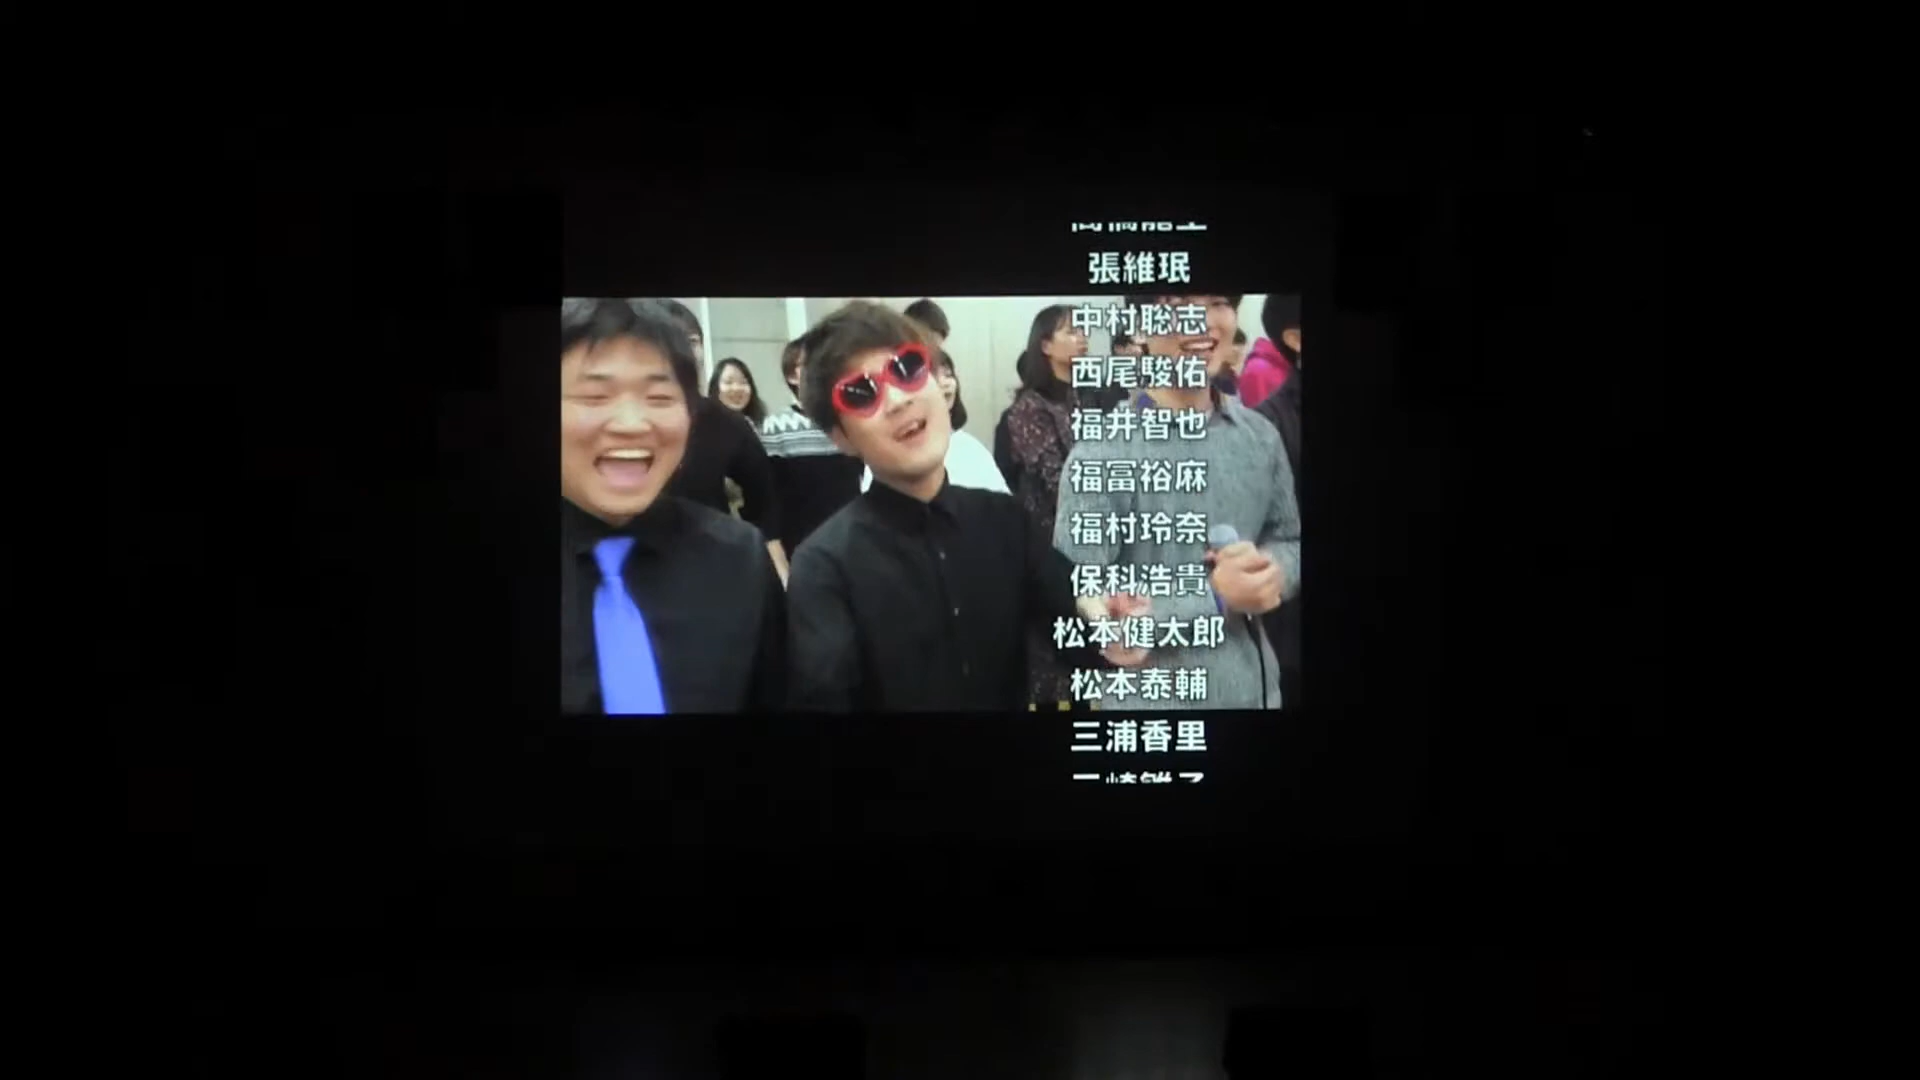 張維珉
中村聡志
西尾駿佑
福井智也
福冨裕麻
福村玲奈
保科浩貴
松本健太郎
松本泰輔
三浦香里